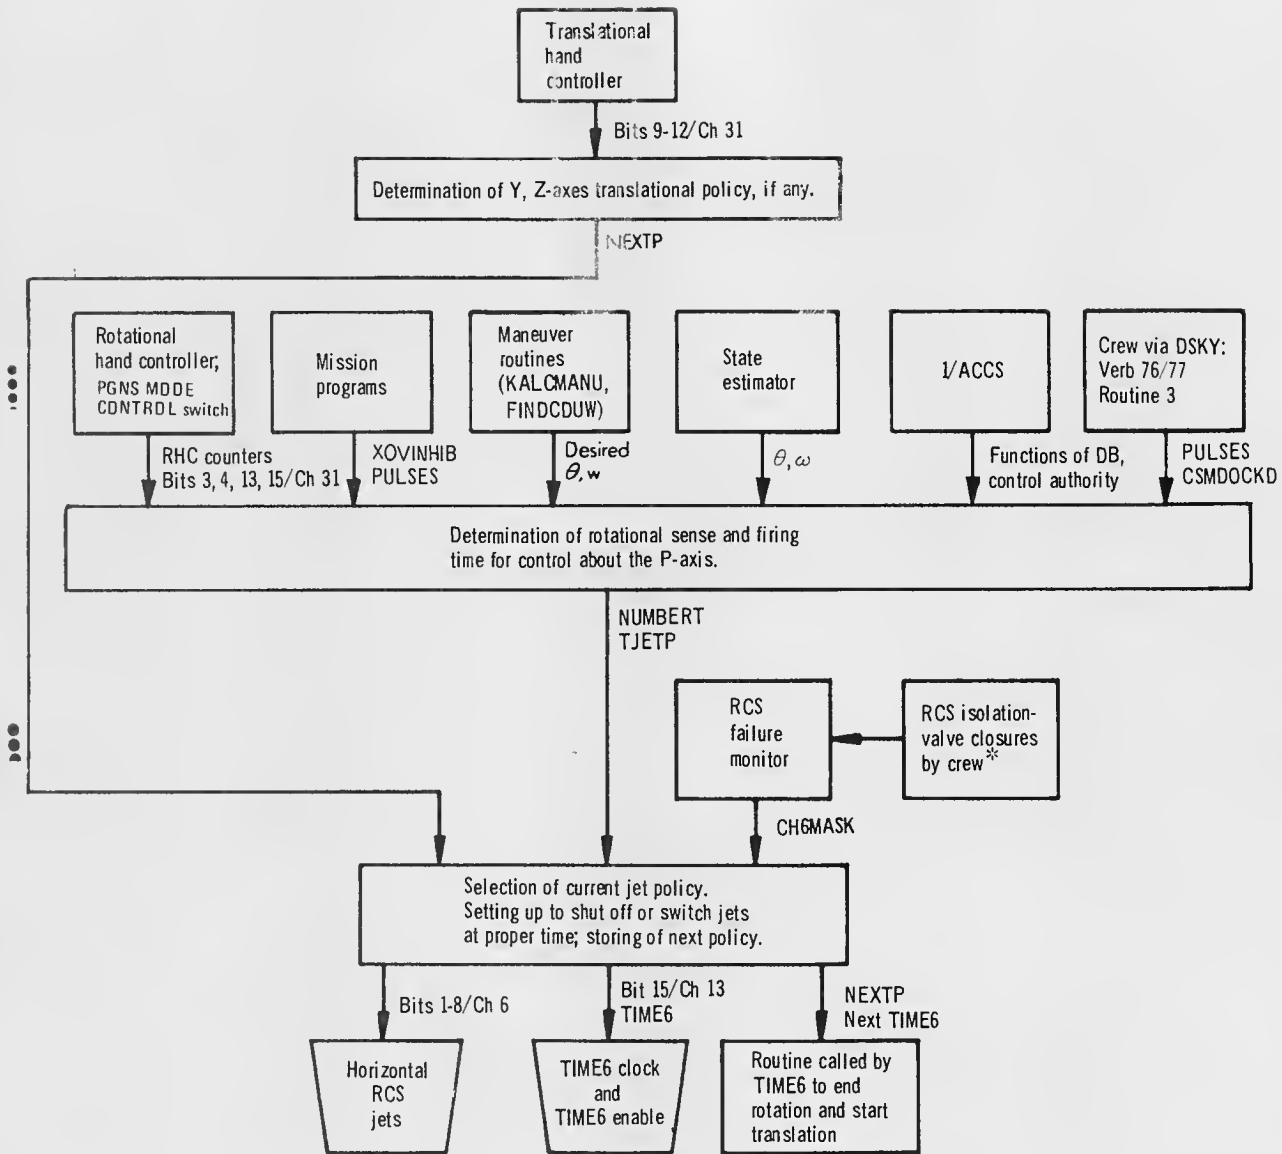 Translational
hand
controller
Bits 9-12/Ch 31
Determination of Y, Z-axes translational policy, if any.
NEXTP
Rotational
hand controller;
PGNS MODE
CONTROL switch
Mission
programs
Maneuver
routines
(KALCMANU,
FINDCDUW)
State
estimator
1/ACCS
Crew via DSKY:
Verb 76/77
Routine 3
RHC counters
Bits 3, 4, 13, 15/Ch 31
XOVINHIB
PULSES
Desired
θ, w
θ, ω
Functions of DB,
control authority
PULSES
CSMDOCKD
Determination of rotational sense and firing
time for control about the P-axis.
NUMBERT
TJETP
RCS
failure
monitor
RCS isolation-
valve closures
by crew*
CH6MASK
Selection of current jet policy.
Setting up to shut off or switch jets
at proper time; storing of next policy.
Bits 1-8/Ch 6
Bit 15/Ch 13
TIME6
NEXTP
Next TIME6
Horizontal
RCS
jets
TIME6 clock
and
TIME6 enable
Routine called by
TIME6 to end
rotation and start
translation